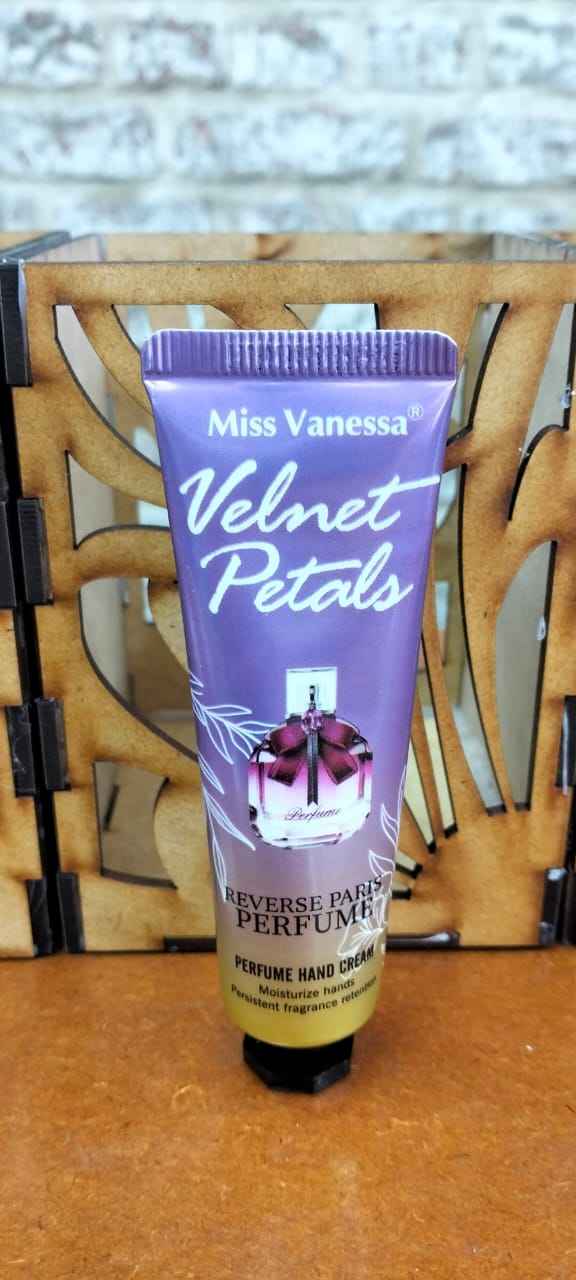 Miss Vanessa®
Velnet
Petals
Perfume
REVERSE PARIS
PERFUME
PERFUME HAND CREAM
Moisturize hands
Persistent fragrance retention